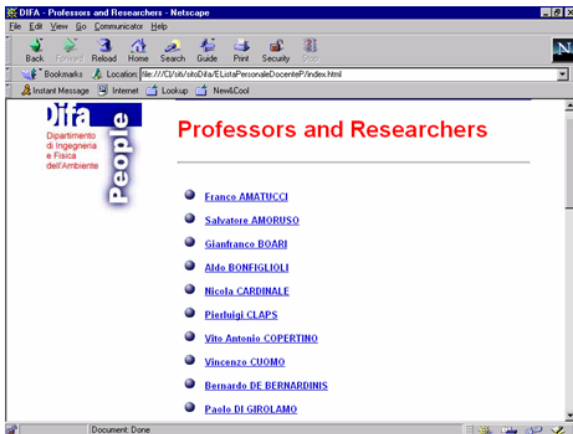 DIFA - Professors and Researchers - Netscape
File Edit View Go Communicator Help
Back Forward Reload Home Search Guide Print Security Stop
Bookmarks Location: file:///C|/siti/sitoDifa/EListaPersonaleDocenteP/index.html
Instant Message Internet Lookup New&Cool
Difa
Dipartimento
di Ingegneria
e Fisica
dell'Ambiente
People
Professors and Researchers
Franco AMATUCCI
Salvatore AMORUSO
Gianfranco BOARI
Aldo BONFIGLIOLI
Nicola CARDINALE
Pierluigi CLAPS
Vito Antonio COPERTINO
Vincenzo CUOMO
Bernardo DE BERNARDINIS
Paolo DI GIROLAMO
Document: Done